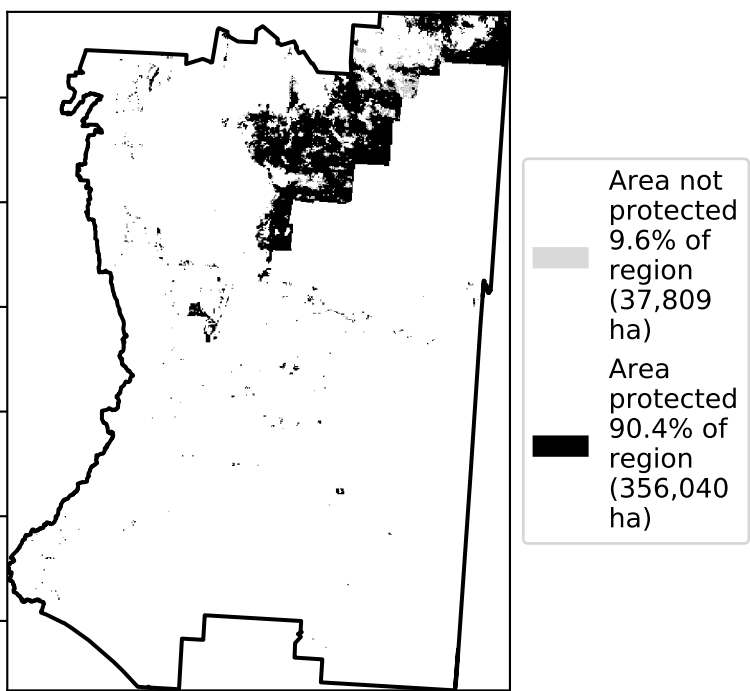 Area not
protected
9.6% of
region
(37,809
ha)
Area
protected
90.4% of
region
(356,040
ha)